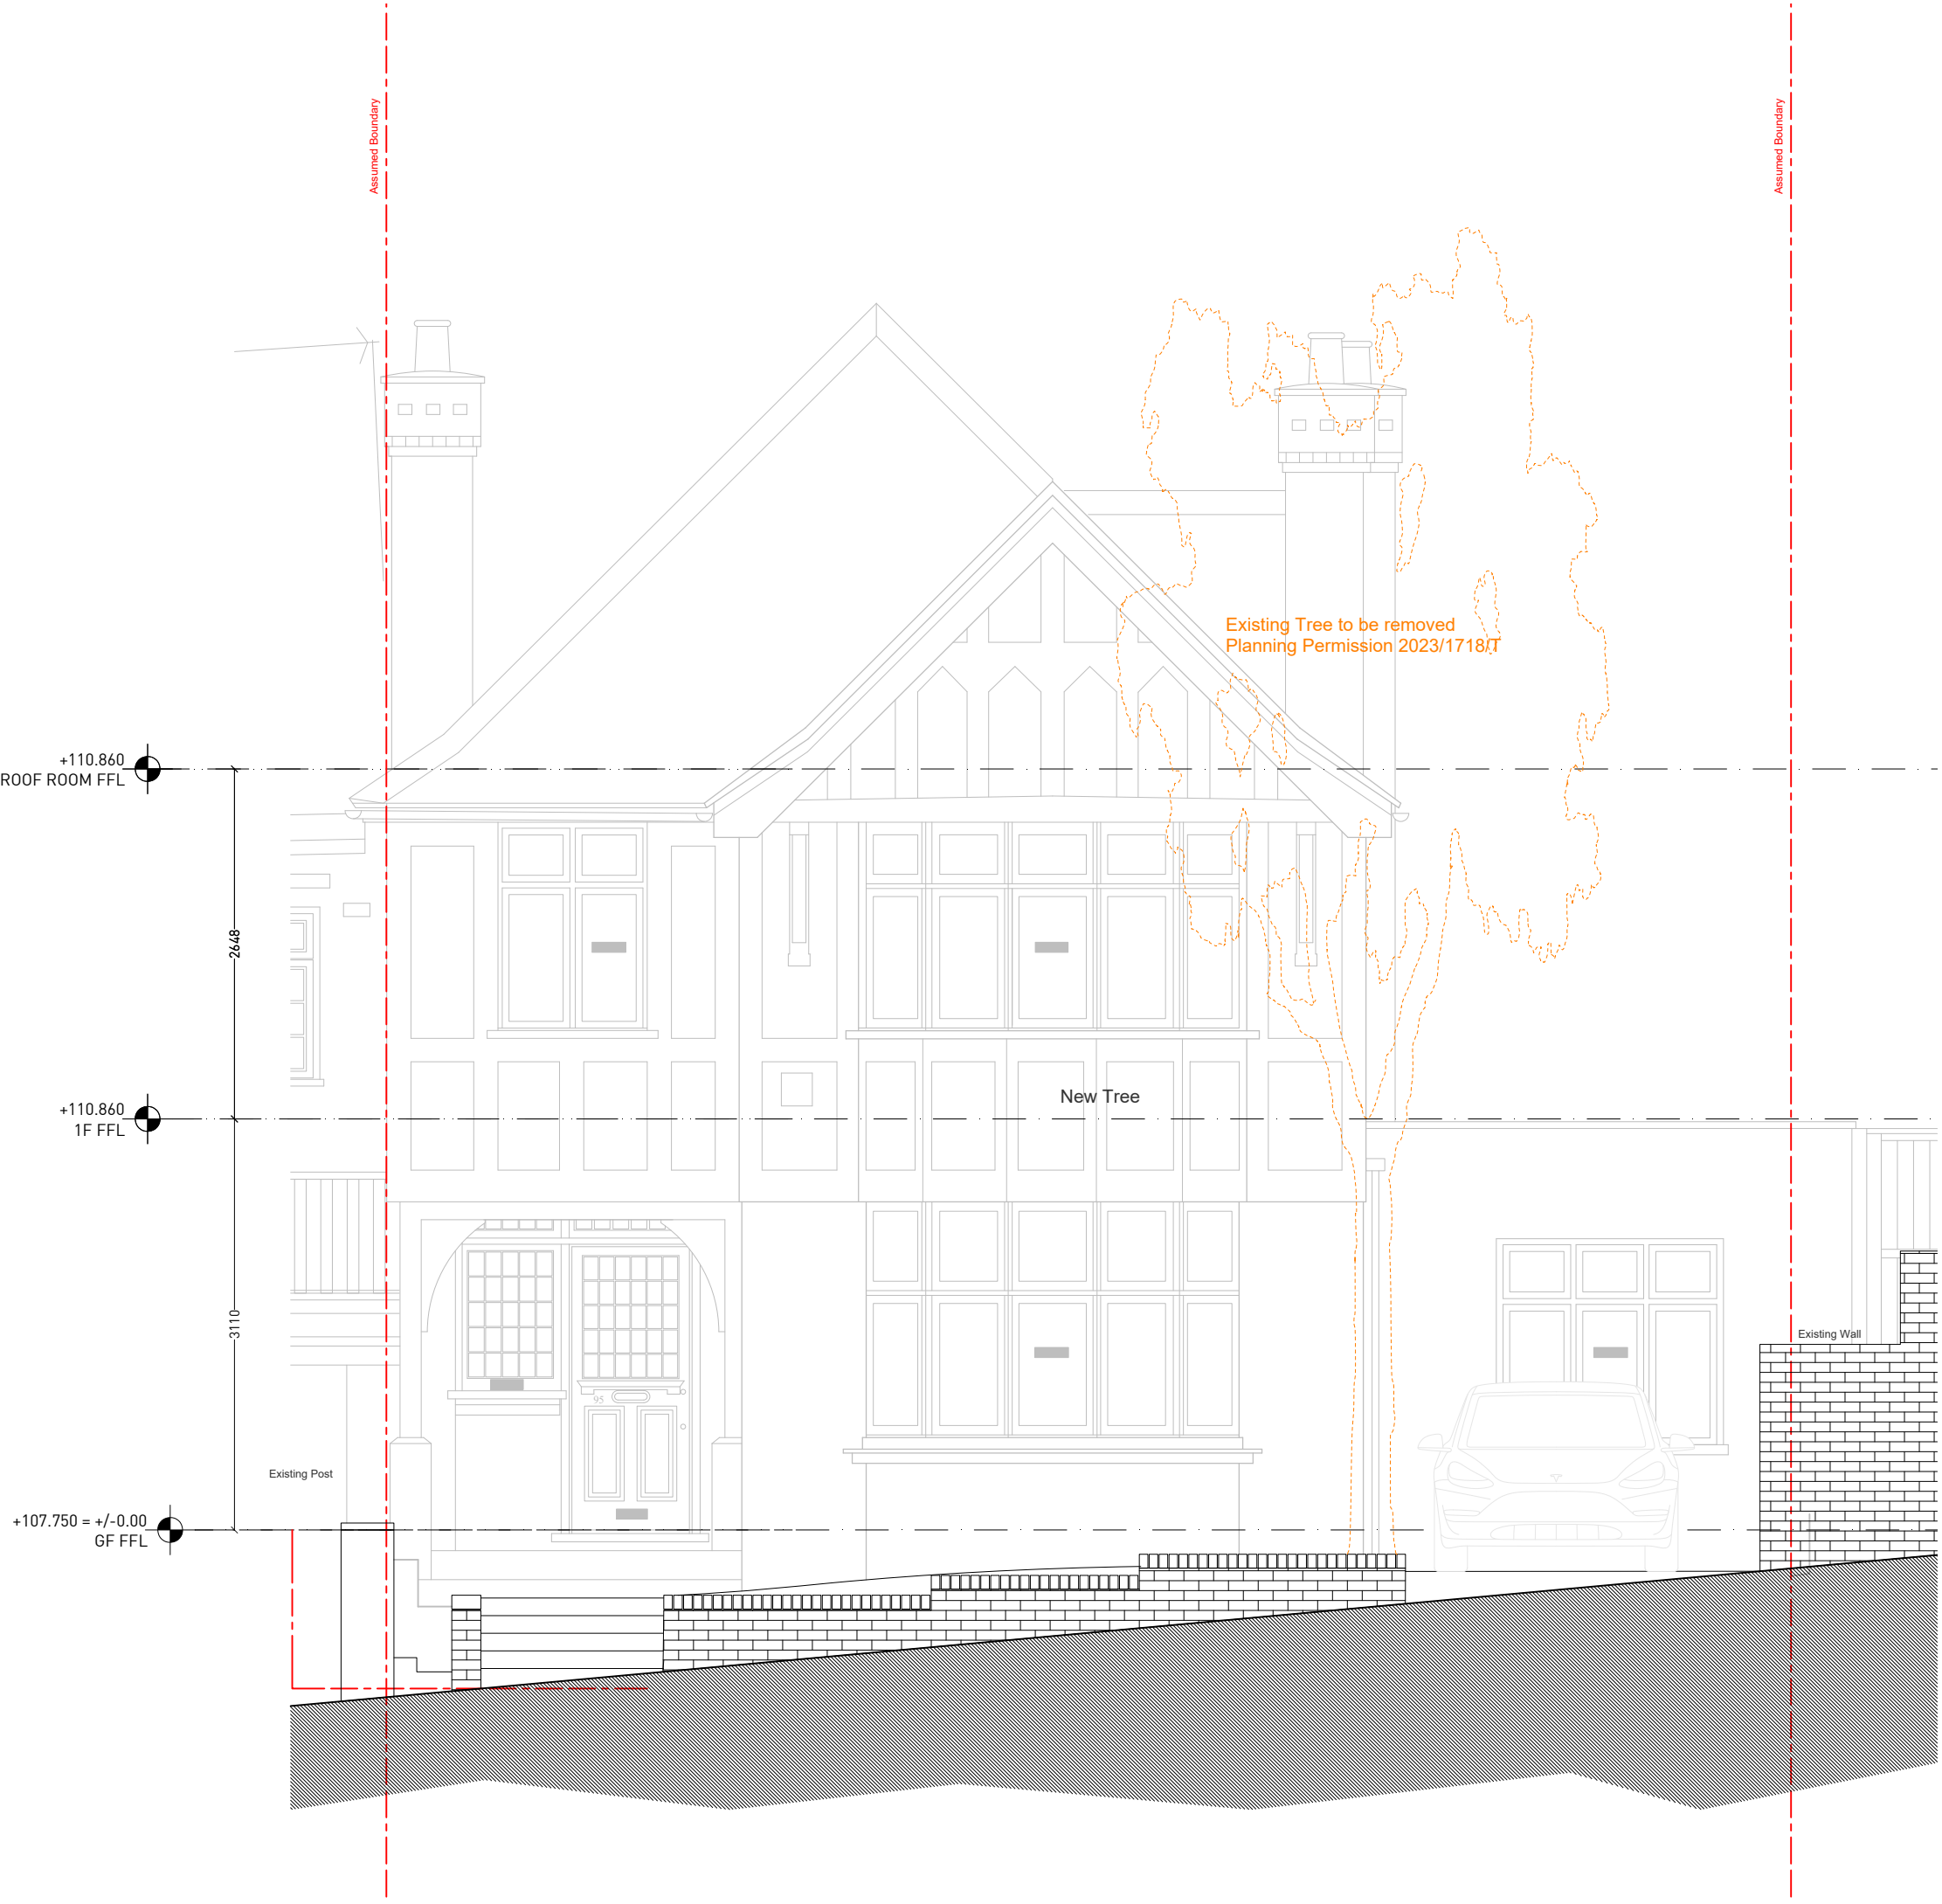 Assumed Boundary
Assumed Boundary
Existing Tree to be removed
Planning Permission 2023/1718/T
+110.860
ROOF ROOM FFL
2648
New Tree
+110.860
1F FFL
3110
Existing Wall
95
Existing Post
+107.750 = +/-0.00
GF FFL